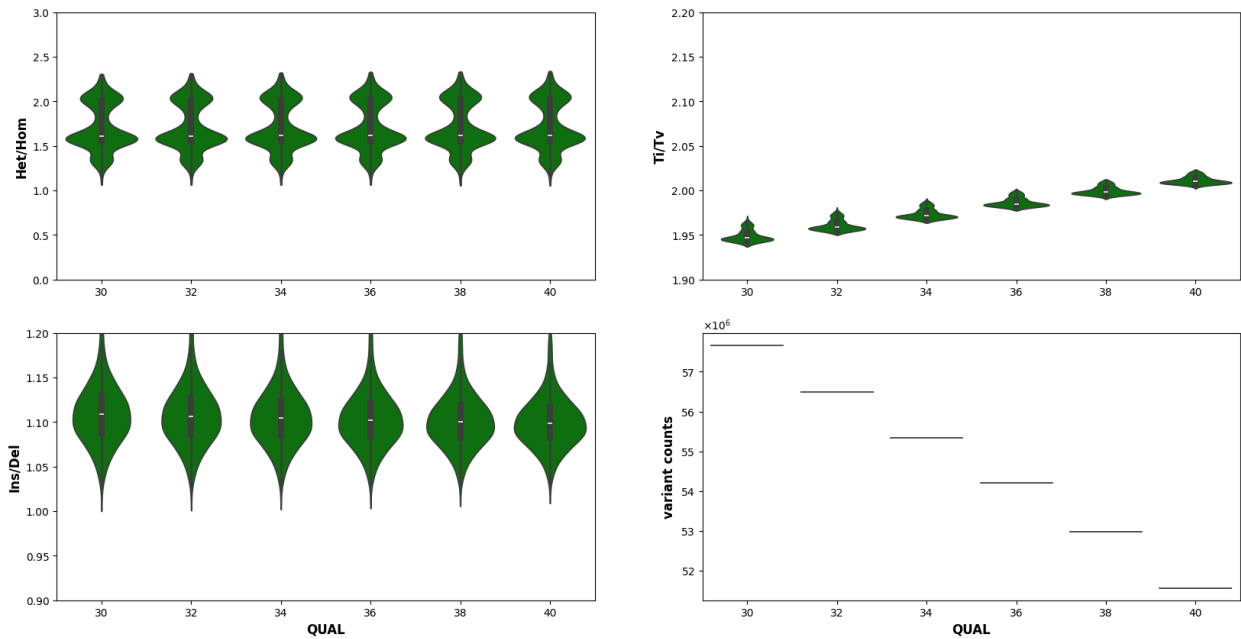 3.0
2.5
2.0
1.5
1.0
0.5
0.0
Het/Hom
30 32 34 36 38 40
2.20
2.15
2.10
2.05
2.00
1.95
1.90
Ti/Tv
30 32 34 36 38 40
1.20
1.15
1.10
1.05
1.00
0.95
0.90
Ins/Del
30 32 34 36 38 40
QUAL
×10⁶
57
56
55
54
53
52
variant counts
30 32 34 36 38 40
QUAL